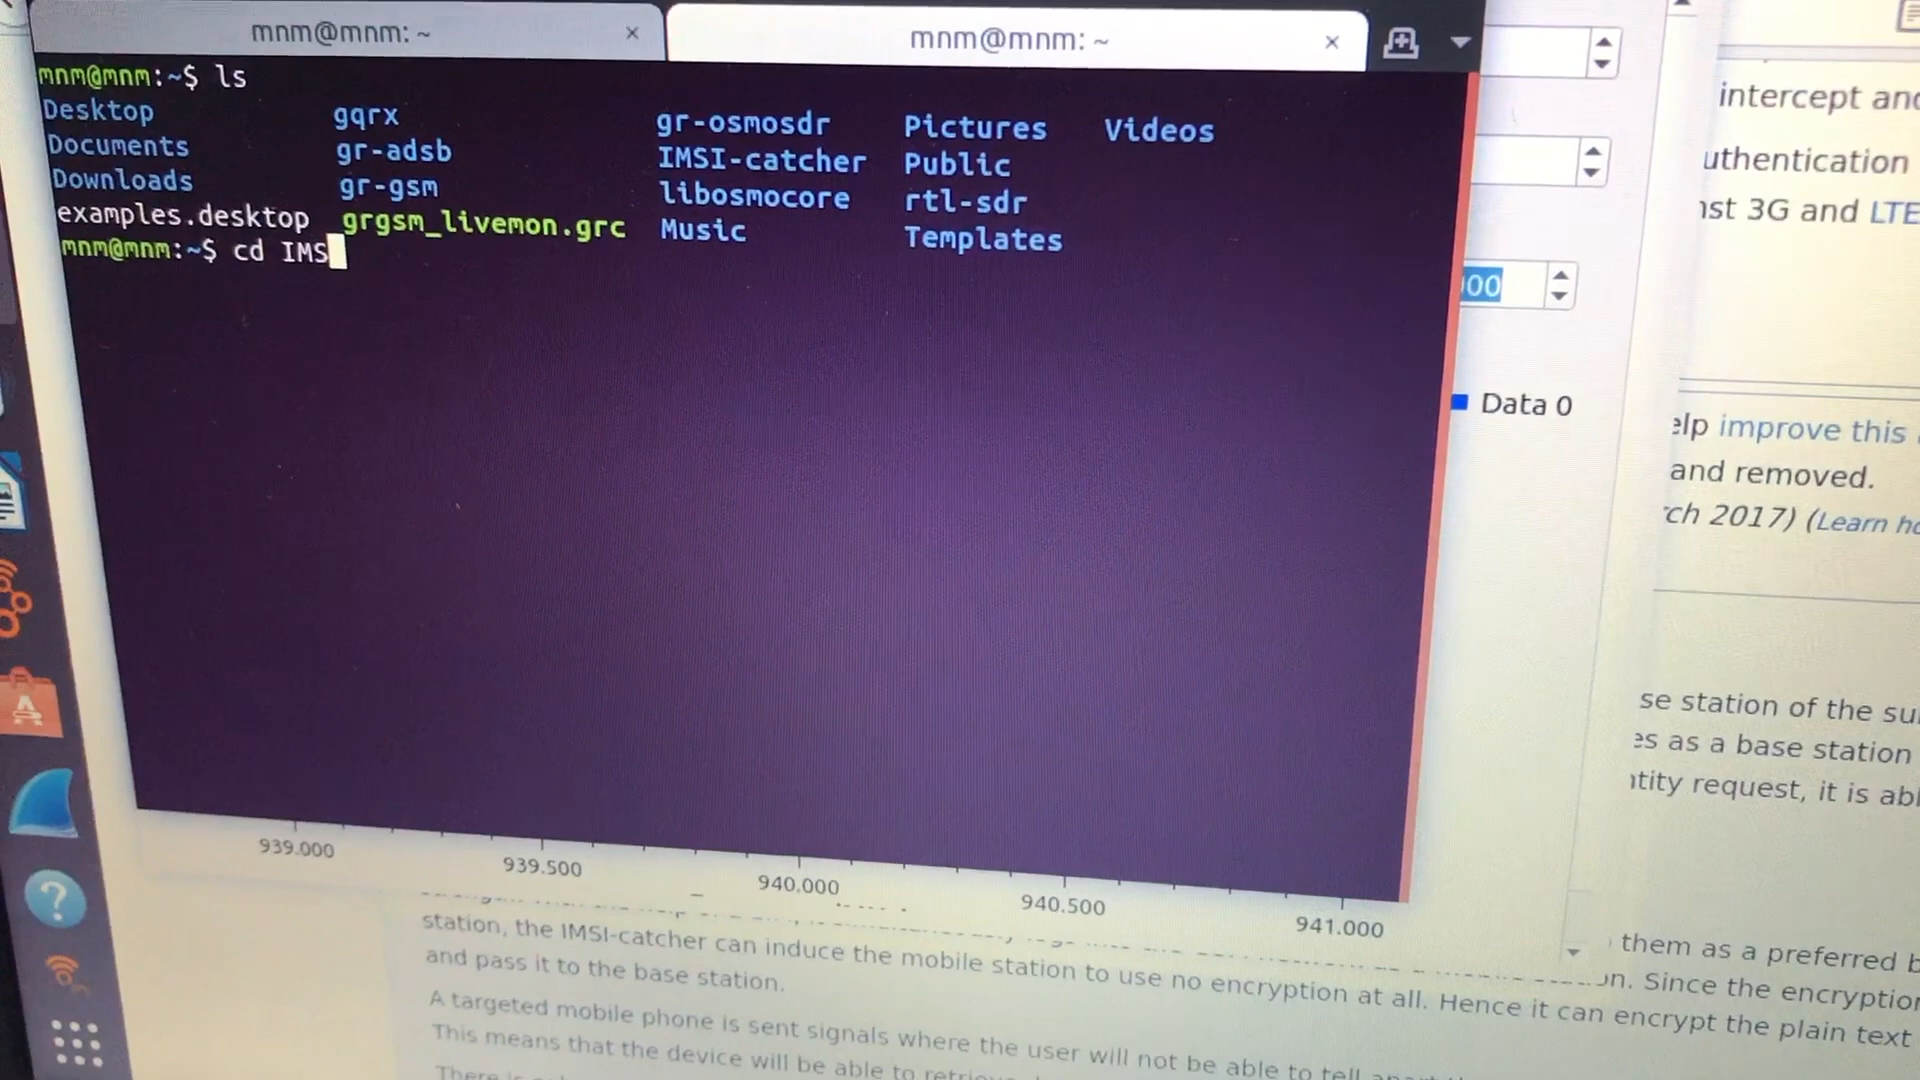 mnm@mnm: ~ × mnm@mnm: ~ ×
mnm@mnm:~$ ls
Desktop gqrx gr-osmosdr Pictures Videos
Documents gr-adsb IMSI-catcher Public
Downloads gr-gsm libosmocore rtl-sdr
examples.desktop grgsm_livemon.grc Music Templates
mnm@mnm:~$ cd IMS
00
Data 0
939.000 939.500 940.000 940.500 941.000
intercept and
uthentication
nst 3G and LTE
elp improve this
and removed.
rch 2017) (Learn ho
se station of the su
es as a base station
ntity request, it is abl
them as a preferred b
on. Since the encryption
station, the IMSI-catcher can induce the mobile station to use no encryption at all. Hence it can encrypt the plain text
and pass it to the base station.
A targeted mobile phone is sent signals where the user will not be able to tell
This means that the device will be able to
There is